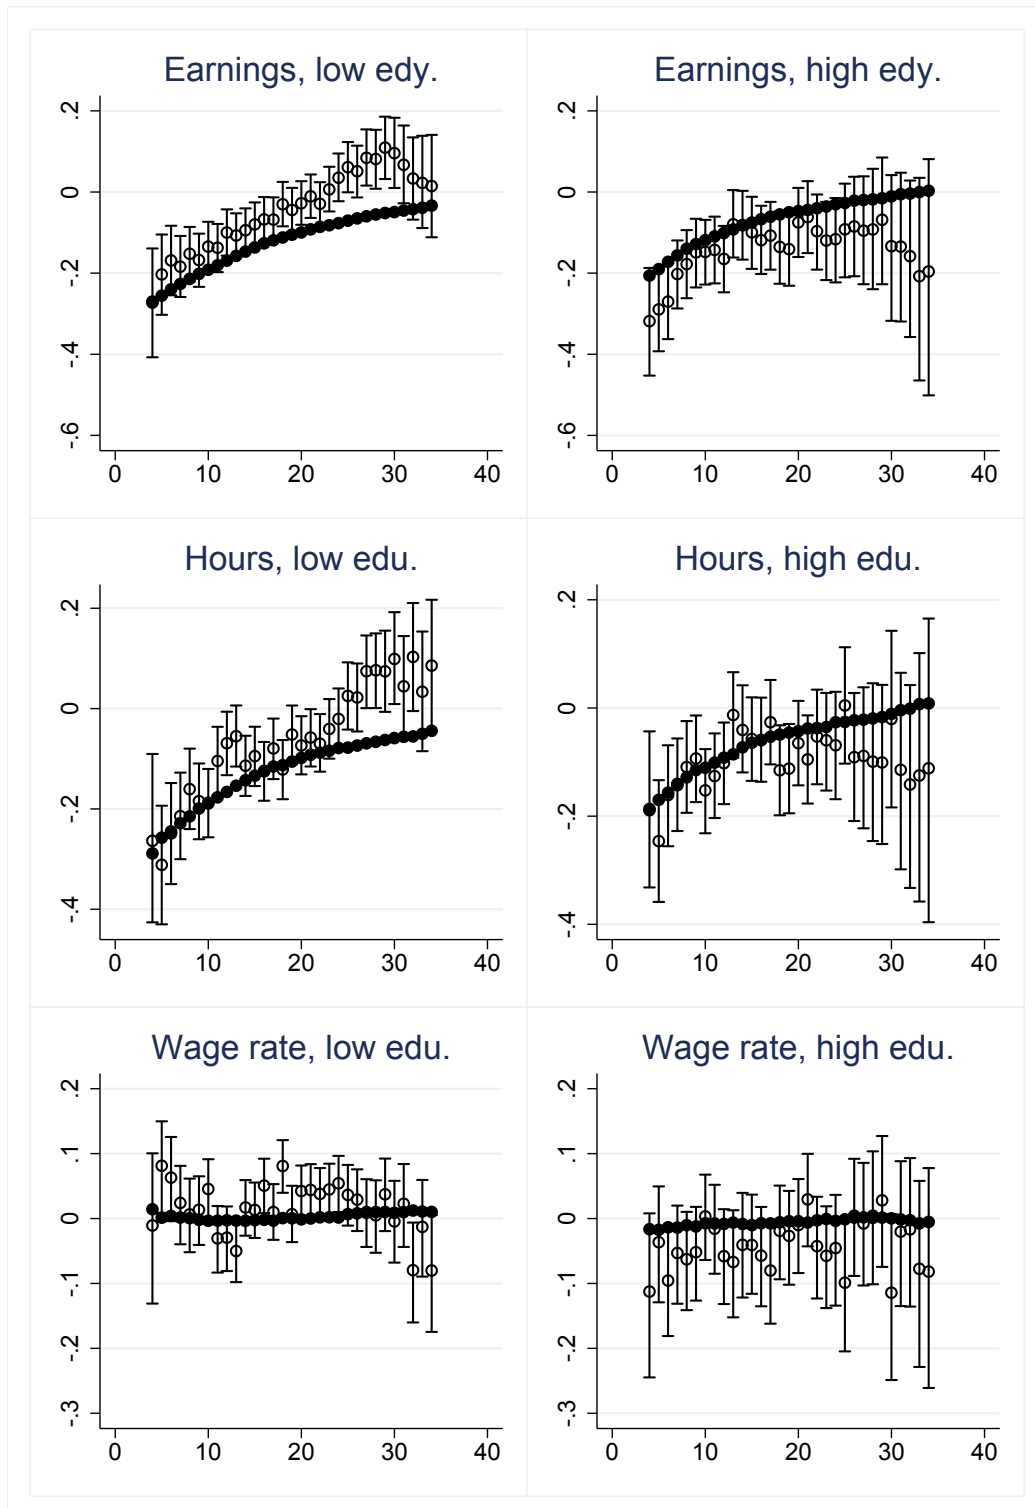 Earnings, low edy.
.2
0
-.2
-.4
-.6
0 10 20 30 40
Earnings, high edy.
.2
0
-.2
-.4
-.6
0 10 20 30 40
Hours, low edu.
.2
0
-.2
-.4
0 10 20 30 40
Hours, high edu.
.2
0
-.2
-.4
0 10 20 30 40
Wage rate, low edu.
.2
.1
0
-.1
-.2
-.3
0 10 20 30 40
Wage rate, high edu.
.2
.1
0
-.1
-.2
-.3
0 10 20 30 40